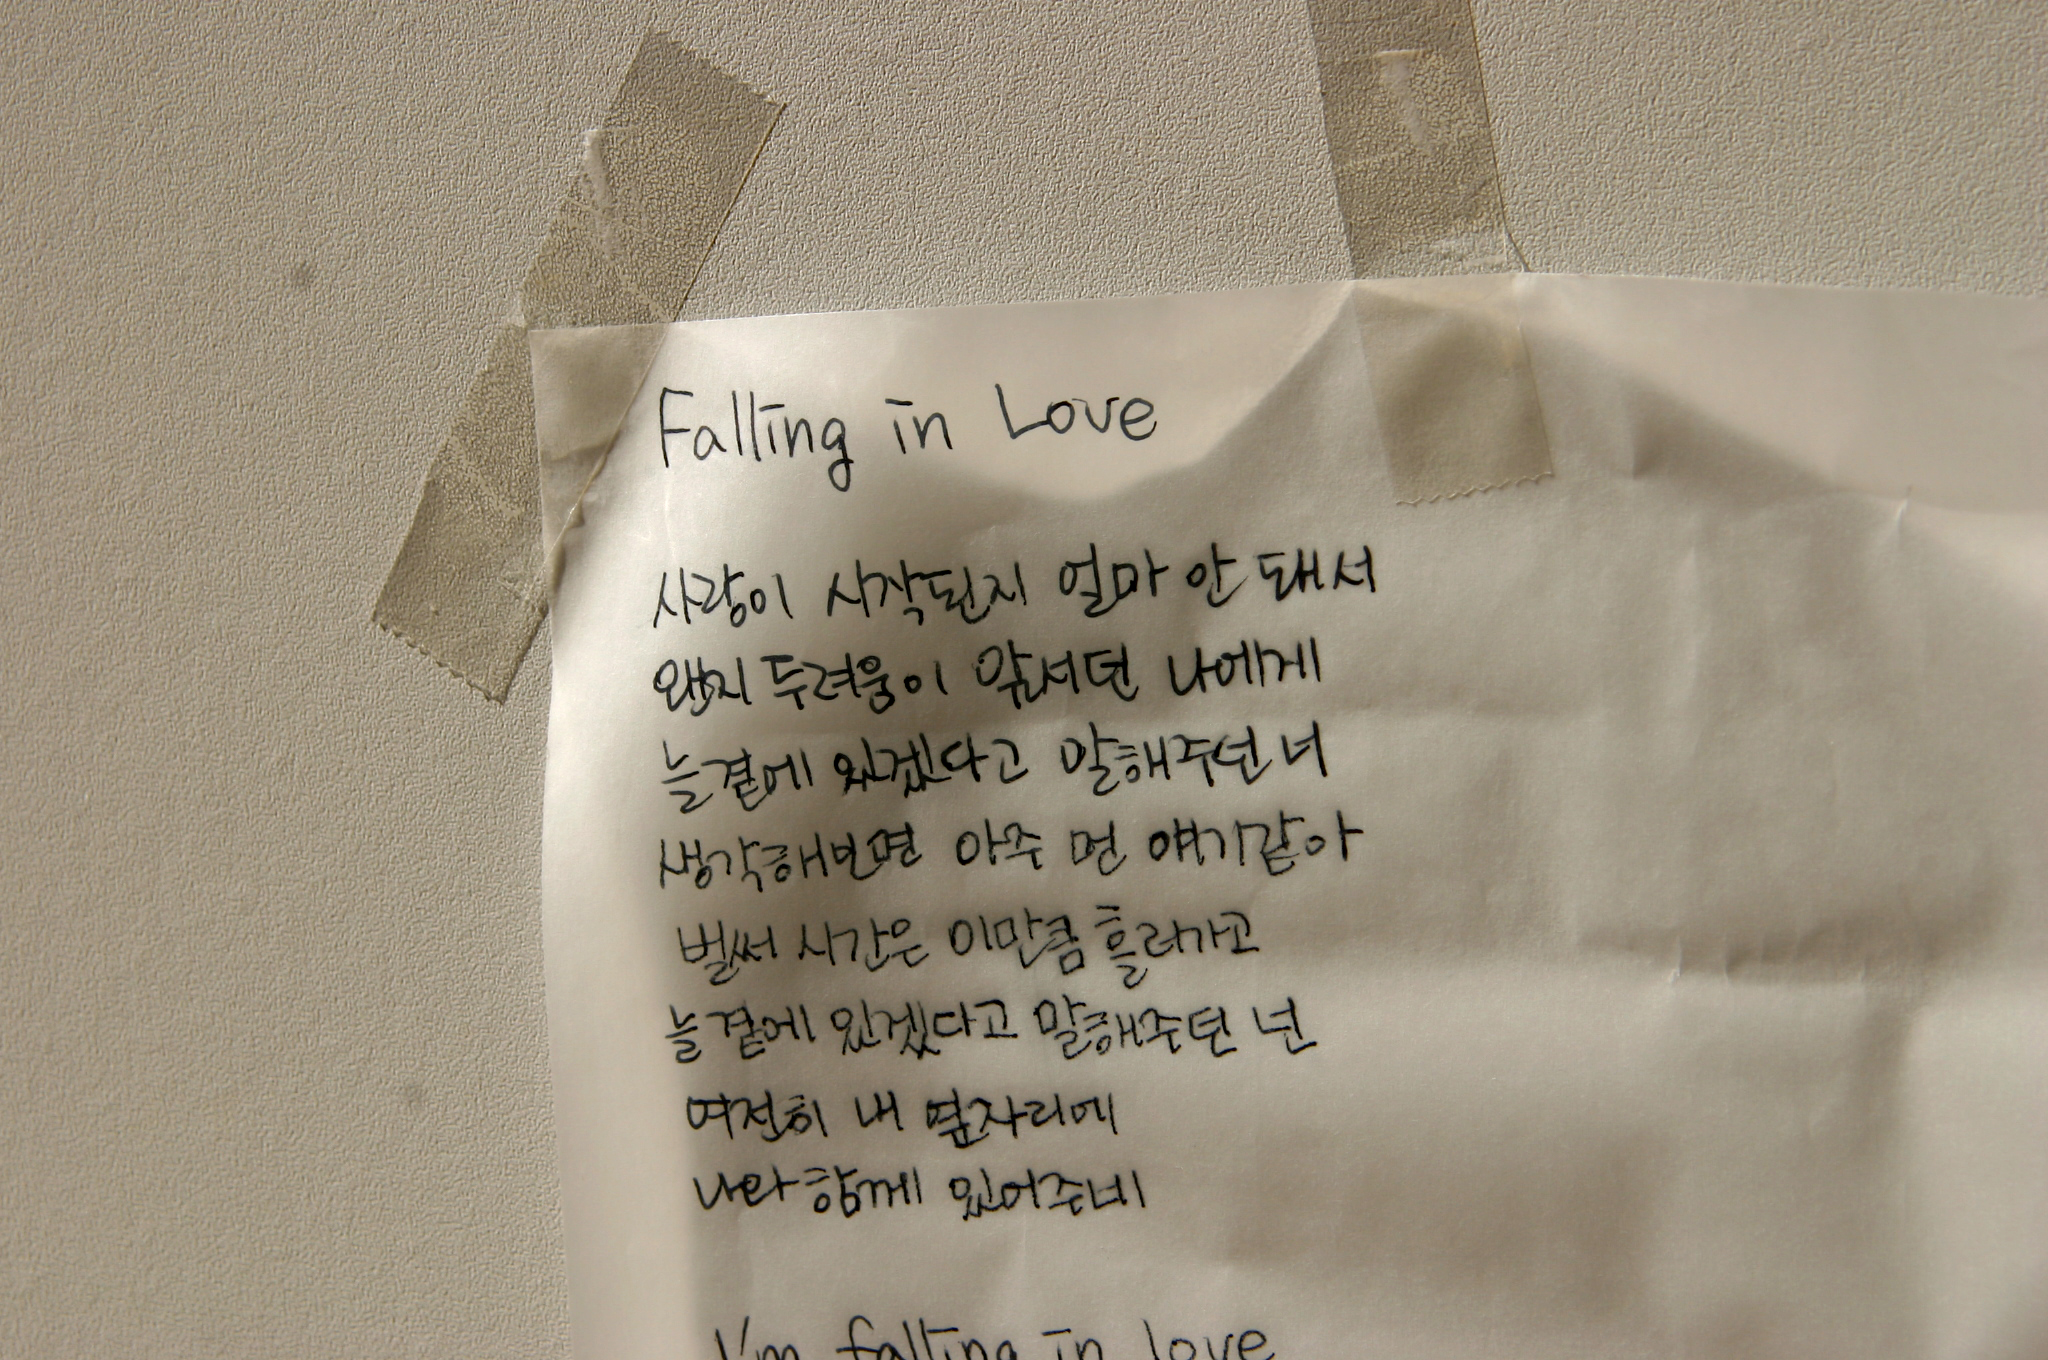 Falling in Love
사랑이 시작된지 얼마 안 돼서
왠지 두려움이 앞서던 나에게
늘 곁에 있겠다고 말해주던 너
생각해보면 아주 먼 얘기같아
벌써 시간은 이만큼 흘러가고
늘 곁에 있겠다고 말해주던 넌
여전히 내 옆자리에
나와 함께 있어주네
I'm falling in love